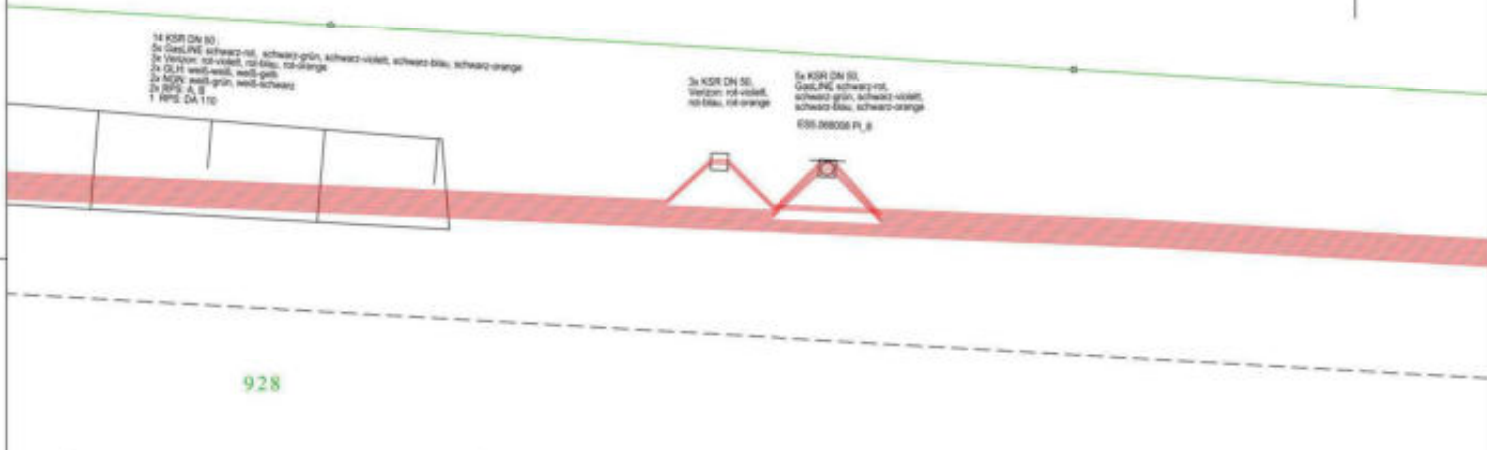 14 KSR DN 50 :
5x GasLINE schwarz-rot, schwarz-grün, schwarz-violett, schwarz-blau, schwarz-orange
3x Verizon: rot-violett, rot-blau, rot-orange
2x GLH: weiß-weiß, weiß-gelb
2x NGN: weiß-grün, weiß-schwarz
2x RPS: A, B
1 RPS: DA 110
3x KSR DN 50,
Verizon: rot-violett,
rot-blau, rot-orange
5x KSR DN 50,
GasLINE schwarz-rot,
schwarz-grün, schwarz-violett,
schwarz-blau, schwarz-orange
928